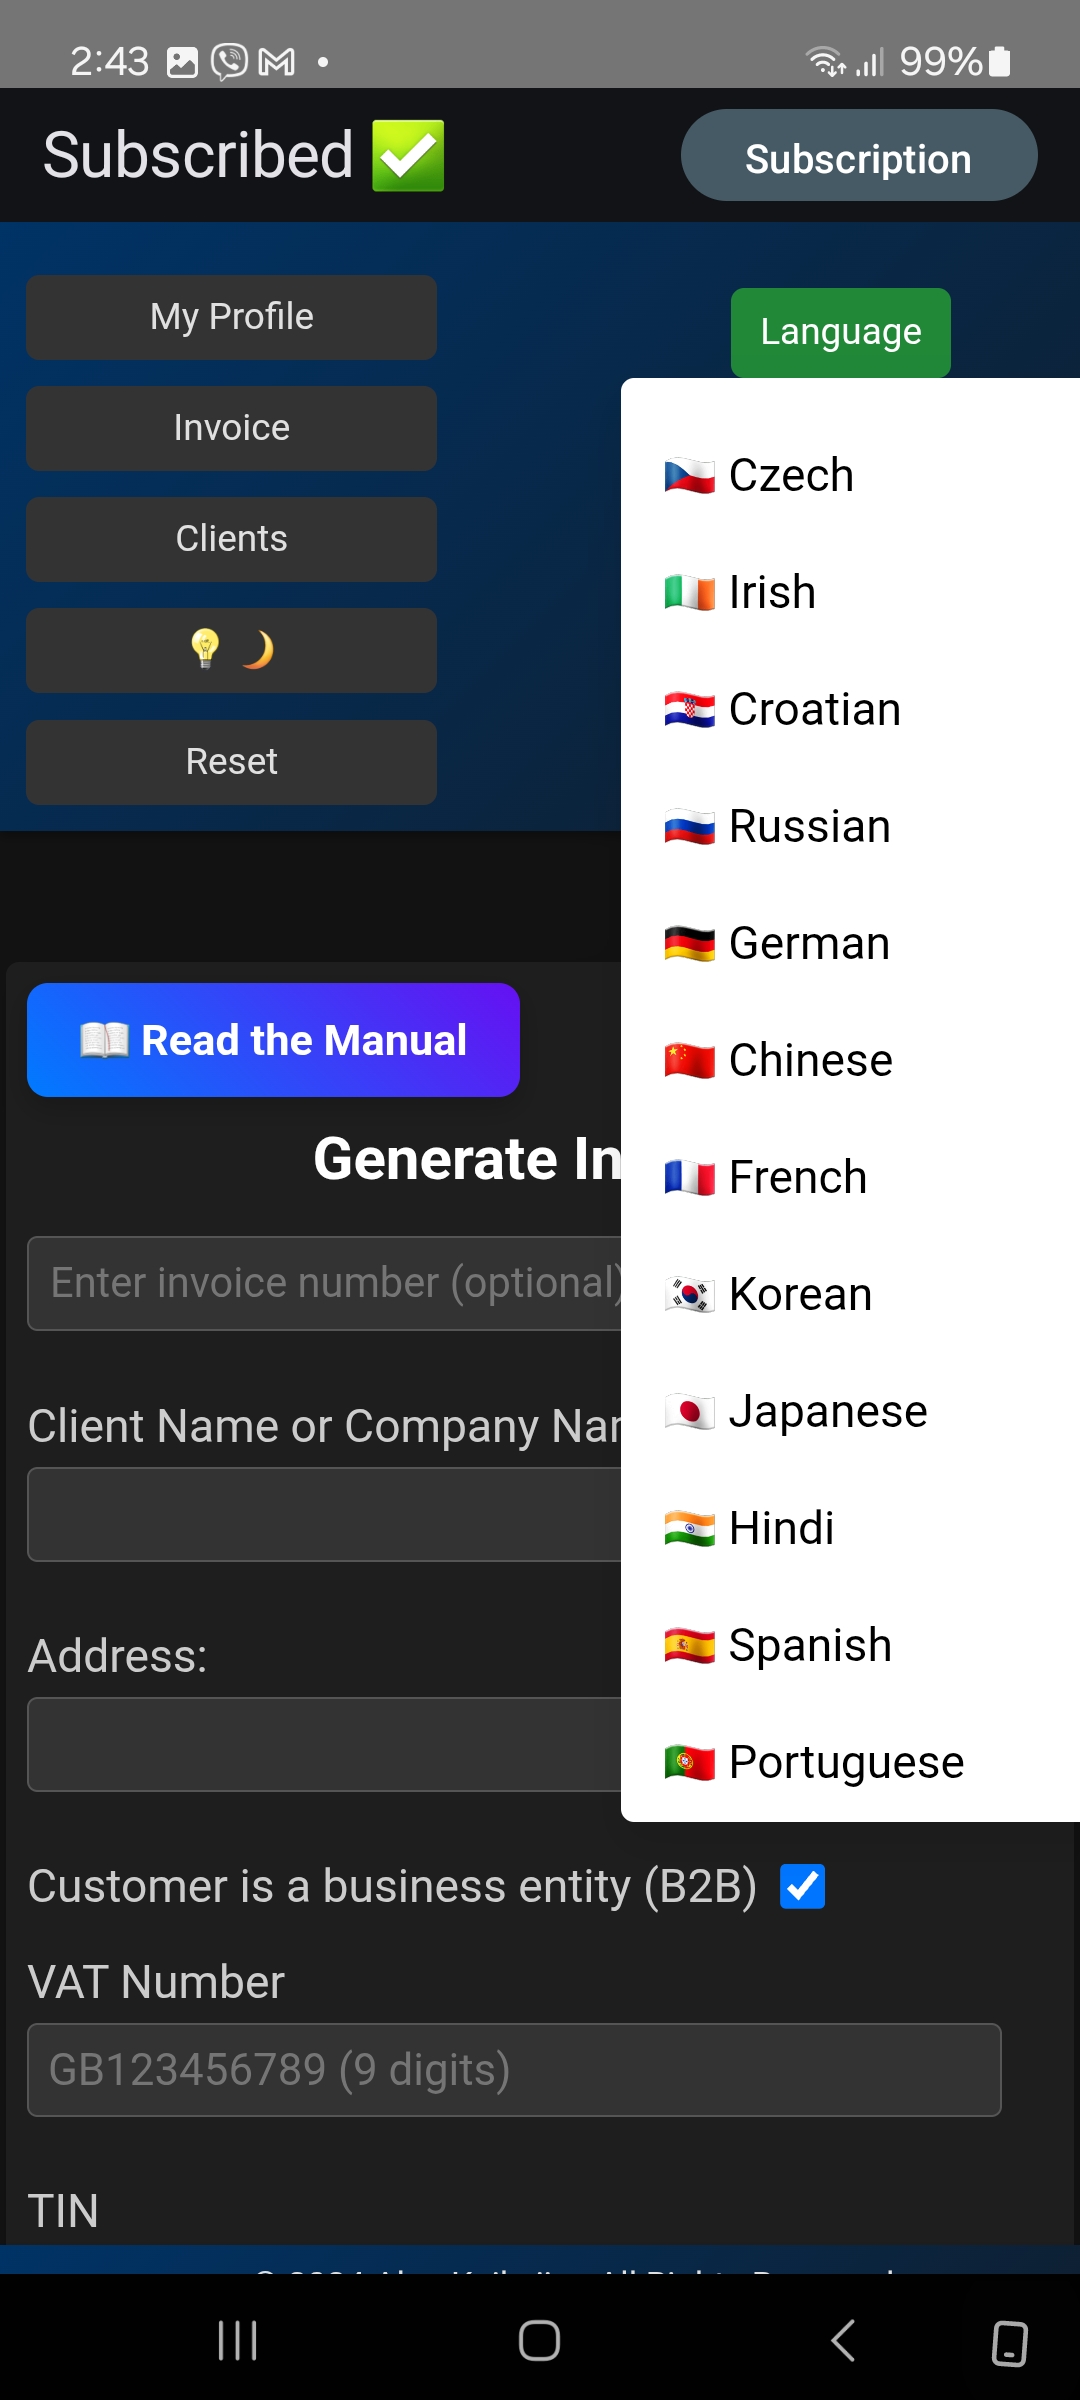 2:43
99%
Subscribed ✅
Subscription
My Profile
Language
Invoice
Clients
Reset
Czech
Irish
Croatian
Russian
German
Chinese
French
Korean
Japanese
Hindi
Spanish
Portuguese
Read the Manual
Generate In
Enter invoice number (optional)
Client Name or Company Nar
Address:
Customer is a business entity (B2B)
VAT Number
GB123456789 (9 digits)
TIN